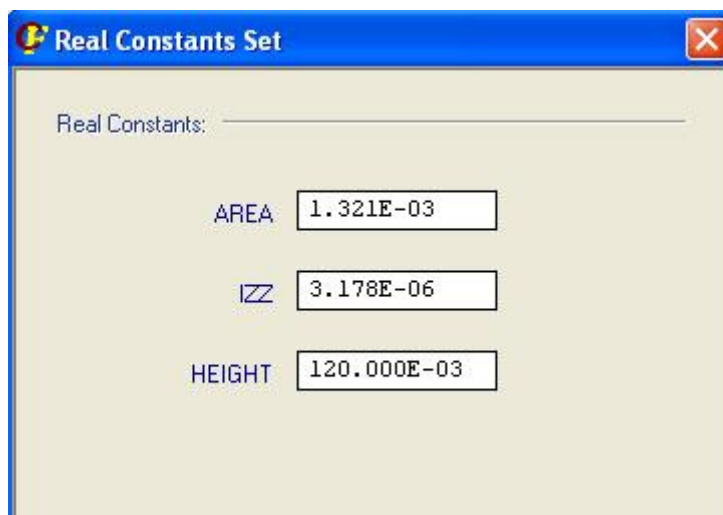 Real Constants Set
Real Constants:
AREA 1.321E-03
IZZ 3.178E-06
HEIGHT 120.000E-03